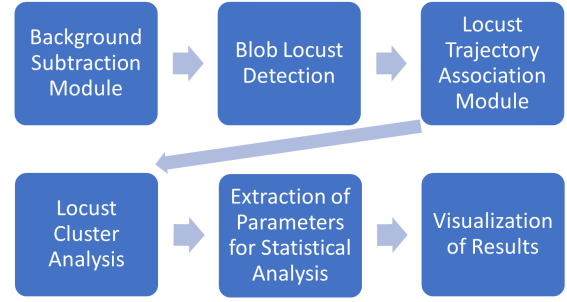 Background
Subtraction
Module
Blob Locust
Detection
Locust
Trajectory
Association
Module
Locust
Cluster
Analysis
Extraction of
Parameters
for Statistical
Analysis
Visualization
of Results